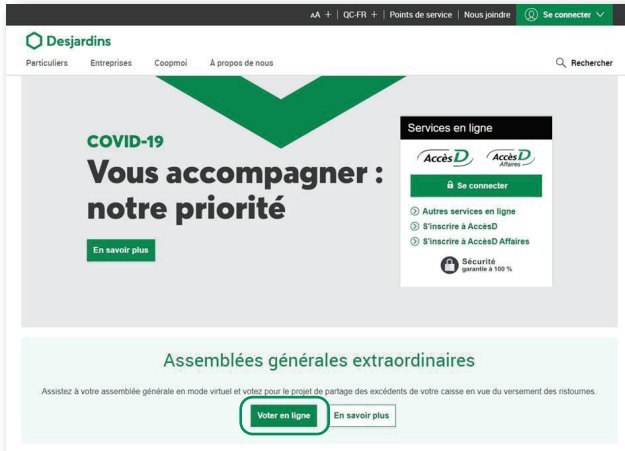 AA + | QC-FR + | Points de service | Nous joindre Se connecter
Desjardins
Particuliers Entreprises Coopmoi À propos de nous Rechercher
COVID-19
Vous accompagner :
notre priorité
En savoir plus
Services en ligne
AccèsD AccèsD Affaires
Se connecter
Autres services en ligne
S'inscrire à AccèsD
S'inscrire à AccèsD Affaires
Sécurité
garantie à 100 %
Assemblées générales extraordinaires
Assistez à votre assemblée générale en mode virtuel et votez pour le projet de partage des excédents de votre caisse en vue du versement des ristournes.
Voter en ligne En savoir plus